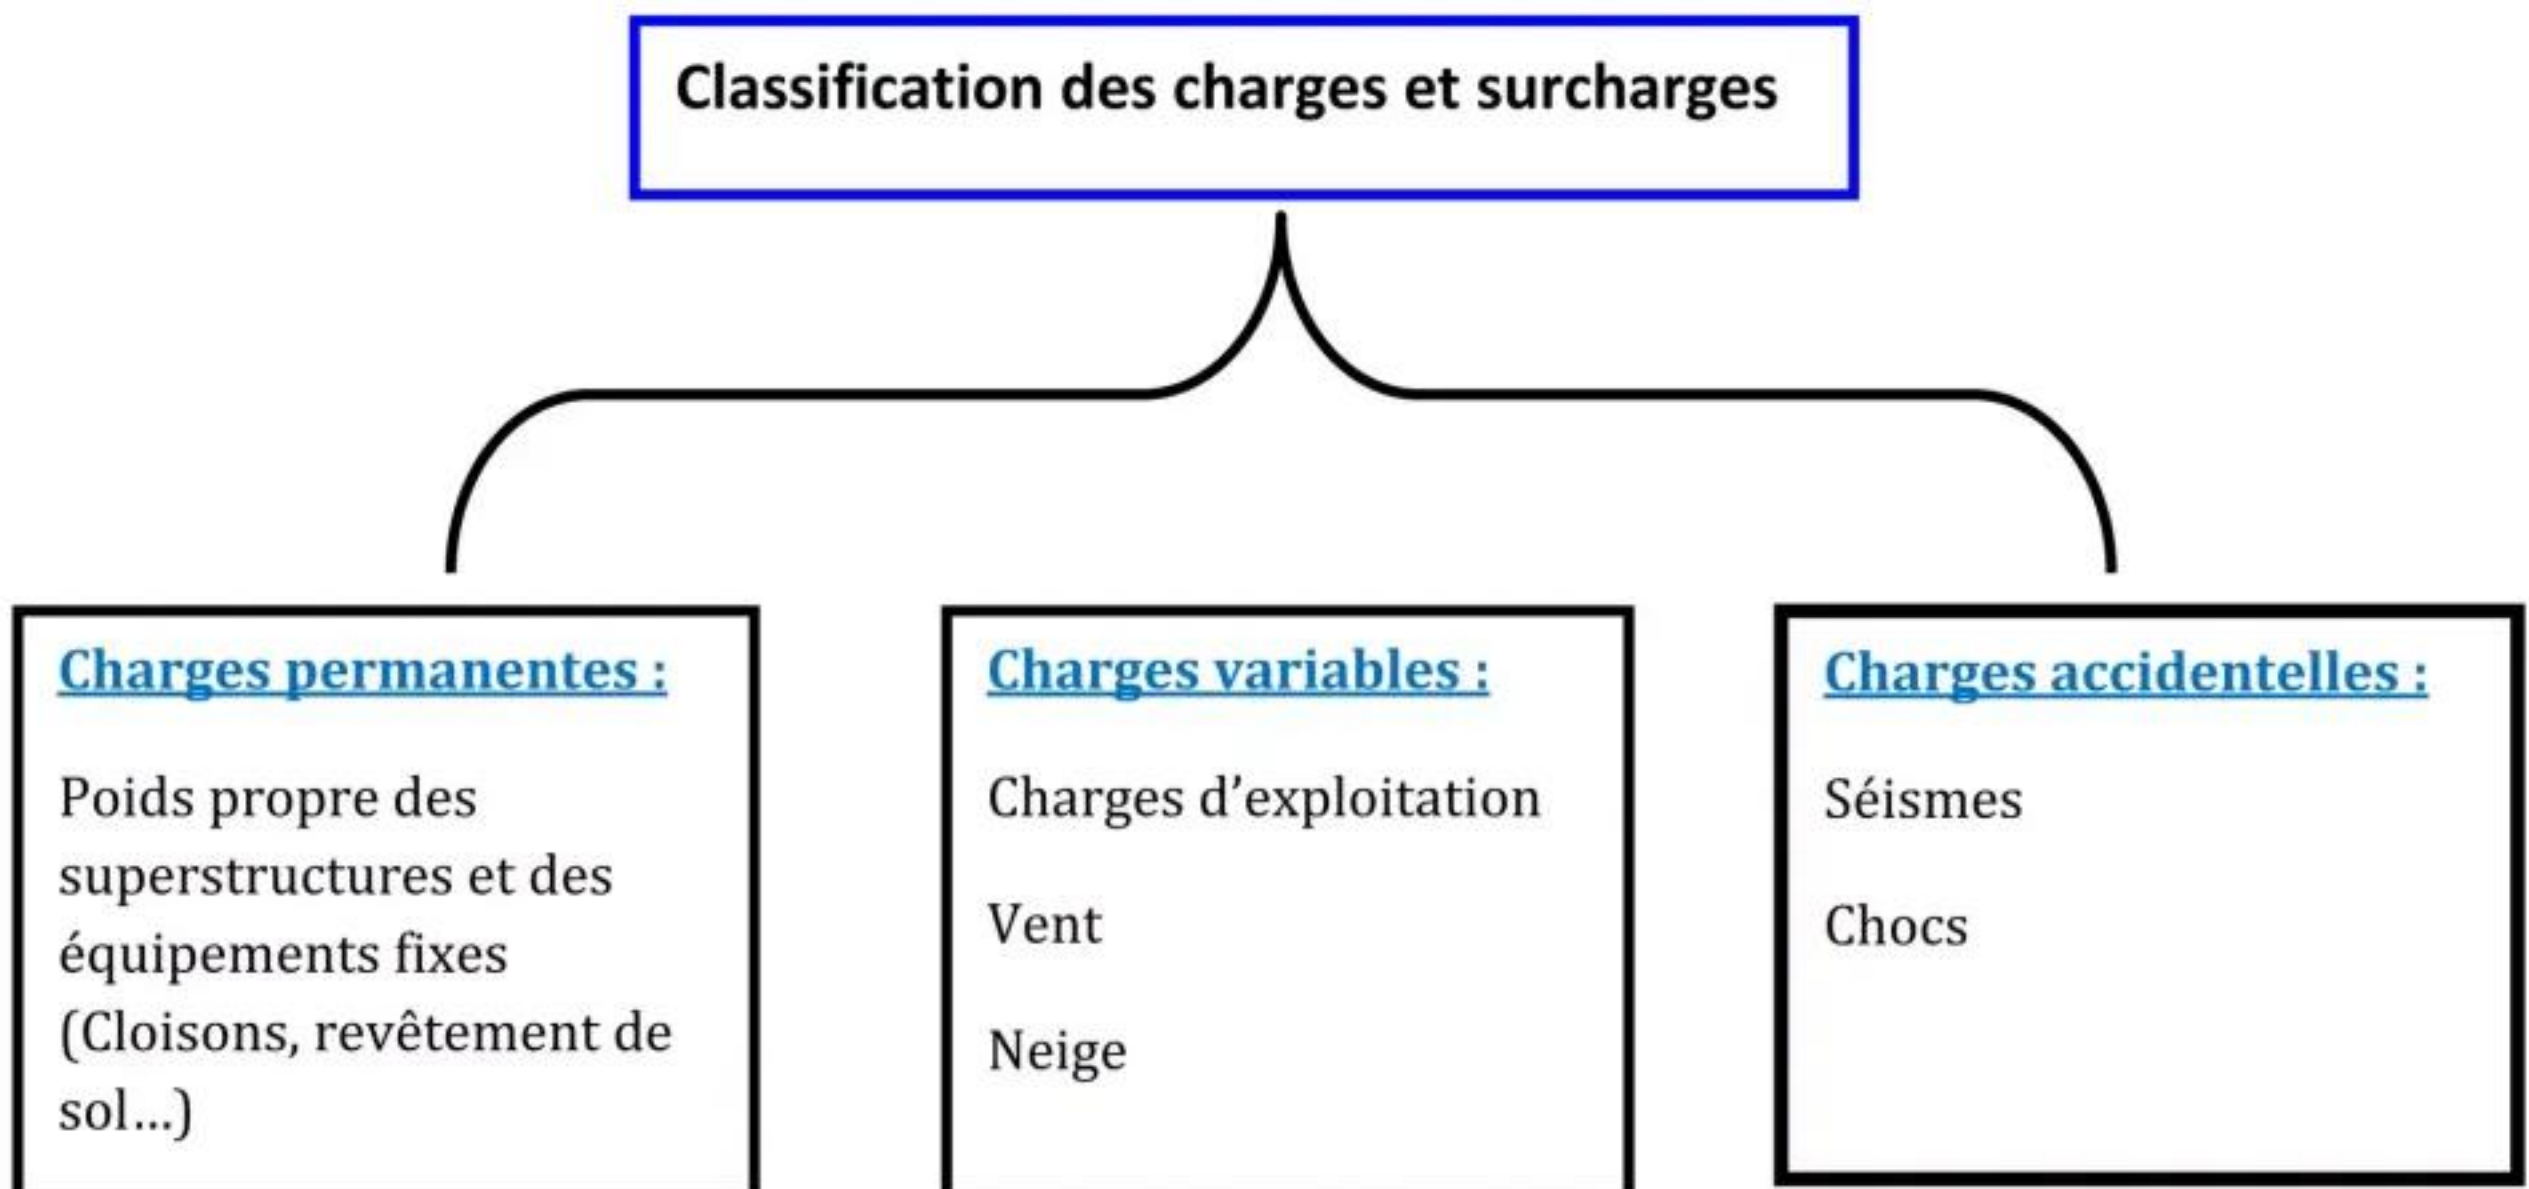 Classification des charges et surcharges
Charges permanentes :
Poids propre des
superstructures et des
équipements fixes
(Cloisons, revêtement de
sol...)
Charges variables :
Charges d’exploitation
Vent
Neige
Charges accidentelles :
Séismes
Chocs